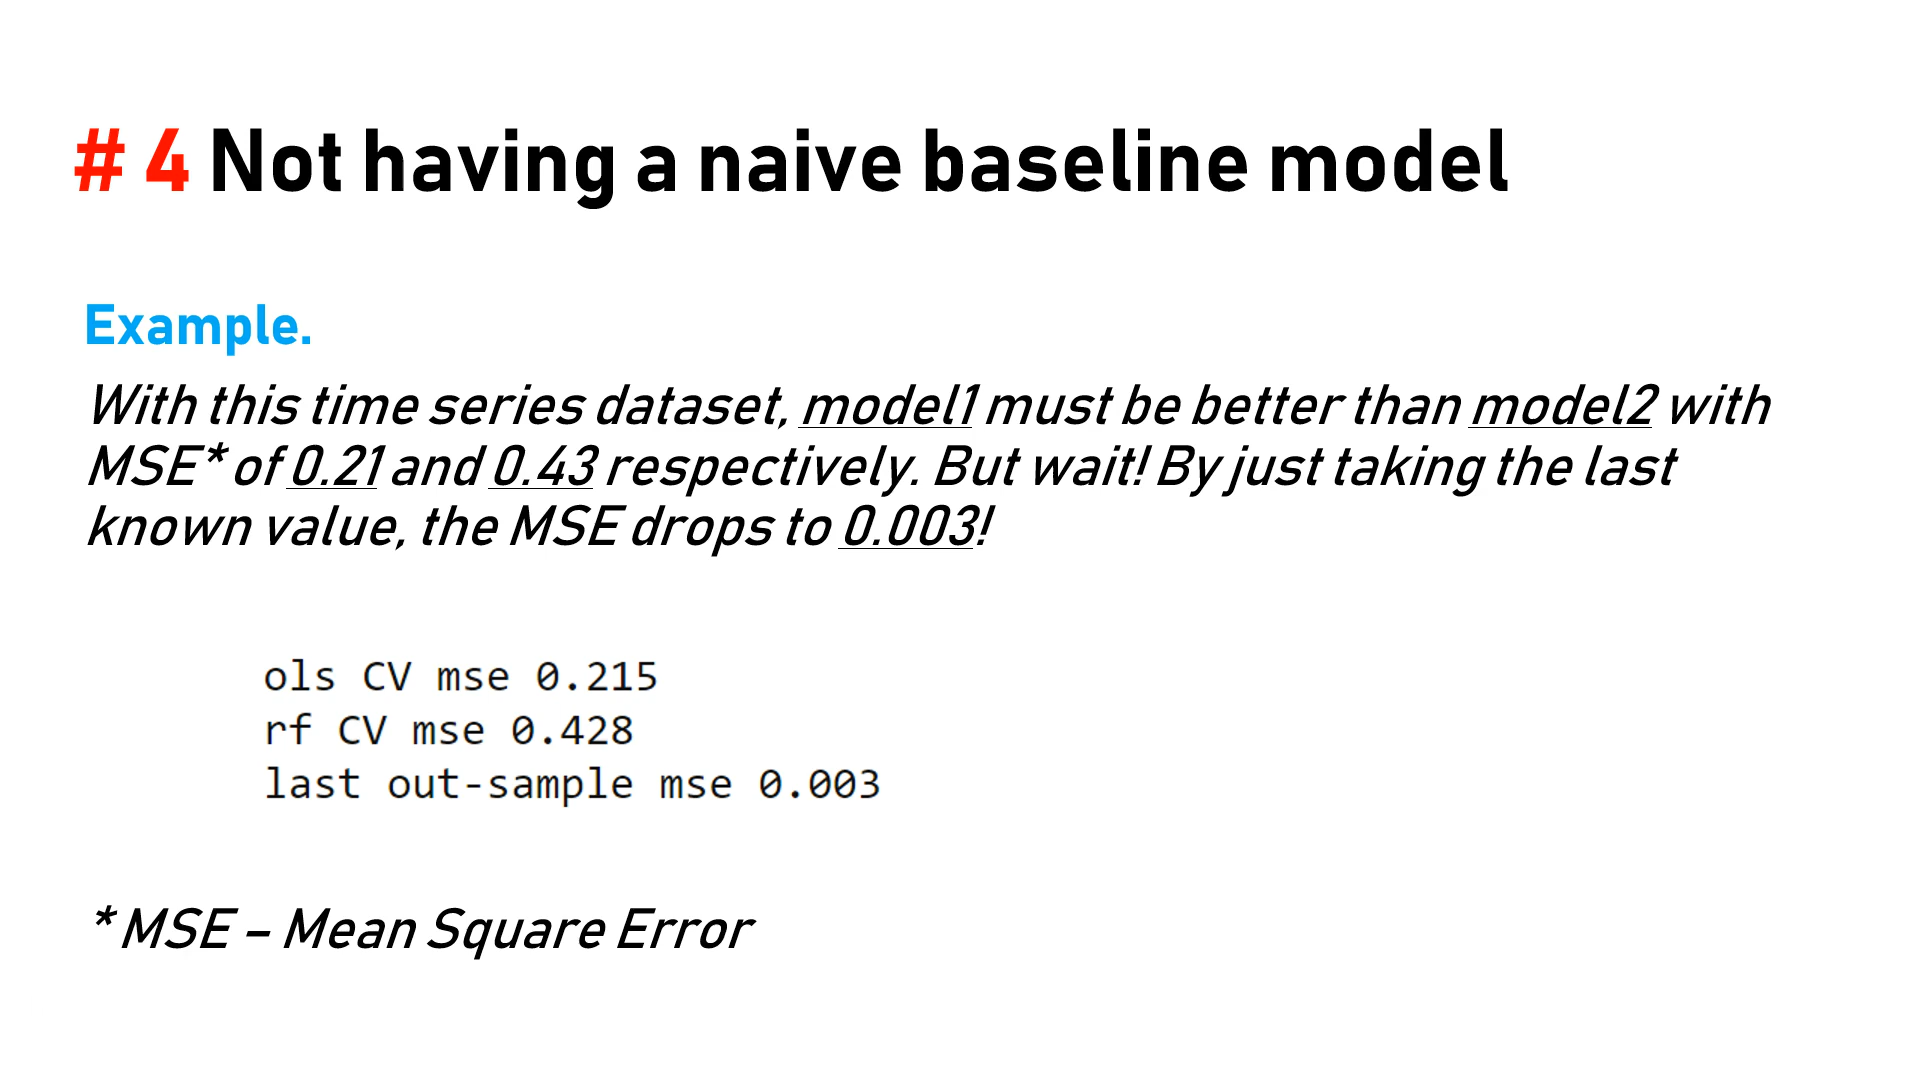 # 4 Not having a naive baseline model
Example.
With this time series dataset, model1 must be better than model2 with
MSE* of 0.21 and 0.43 respectively. But wait! By just taking the last
known value, the MSE drops to 0.003!
ols CV mse 0.215
rf CV mse 0.428
last out-sample mse 0.003
* MSE – Mean Square Error